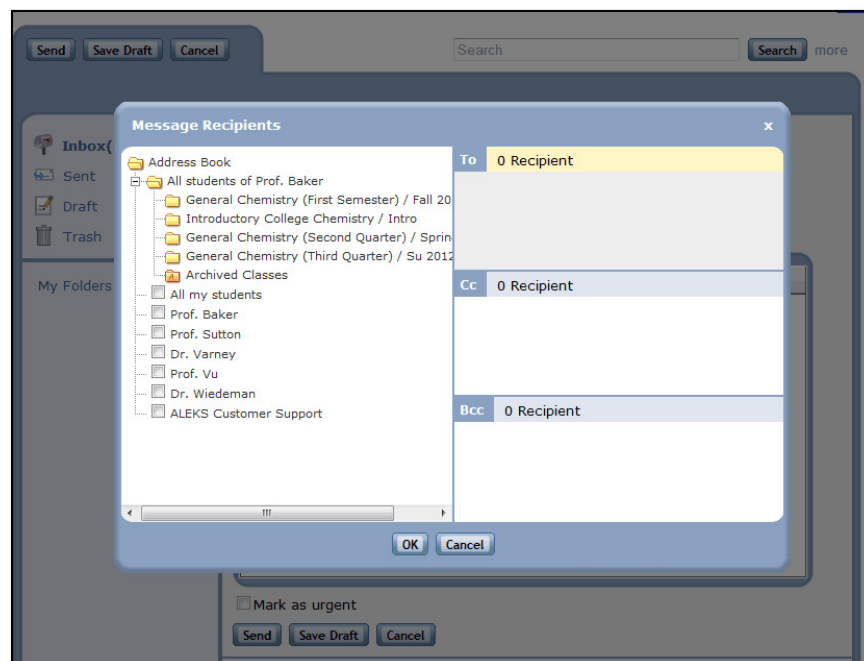 Send Save Draft Cancel
Search Search more
Message Recipients x
Inbox(
Sent
Draft
Trash
My Folders
Address Book
All students of Prof. Baker
General Chemistry (First Semester) / Fall 20
Introductory College Chemistry / Intro
General Chemistry (Second Quarter) / Sprin
General Chemistry (Third Quarter) / Su 2012
Archived Classes
All my students
Prof. Baker
Prof. Sutton
Dr. Varney
Prof. Vu
Dr. Wiedeman
ALEKS Customer Support
To 0 Recipient
Cc 0 Recipient
Bcc 0 Recipient
OK Cancel
Mark as urgent
Send Save Draft Cancel